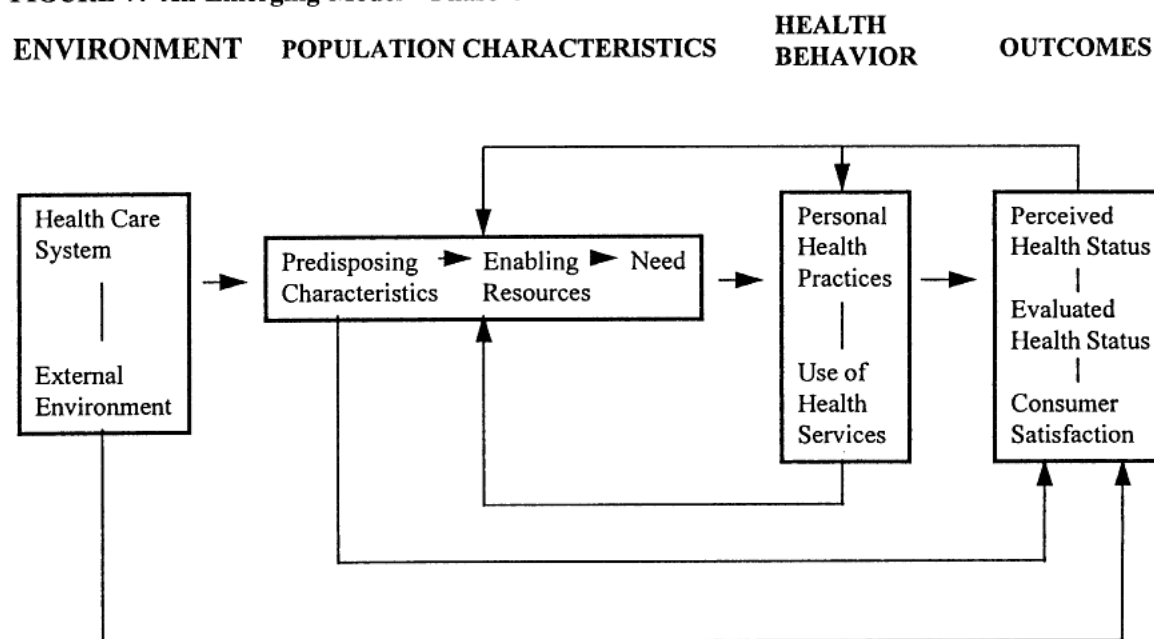 ENVIRONMENT
POPULATION CHARACTERISTICS
HEALTH
BEHAVIOR
OUTCOMES
Health Care
System
External
Environment
Predisposing
Characteristics
Enabling
Resources
Need
Personal
Health
Practices
Use of
Health
Services
Perceived
Health Status
Evaluated
Health Status
Consumer
Satisfaction